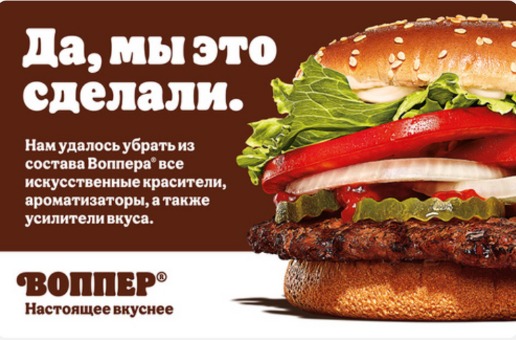 Да, мы это
сделали.
Нам удалось убрать из
состава Воппера® все
искусственные красители,
ароматизаторы, а также
усилители вкуса.
ВОППЕР®
Настоящее вкуснее